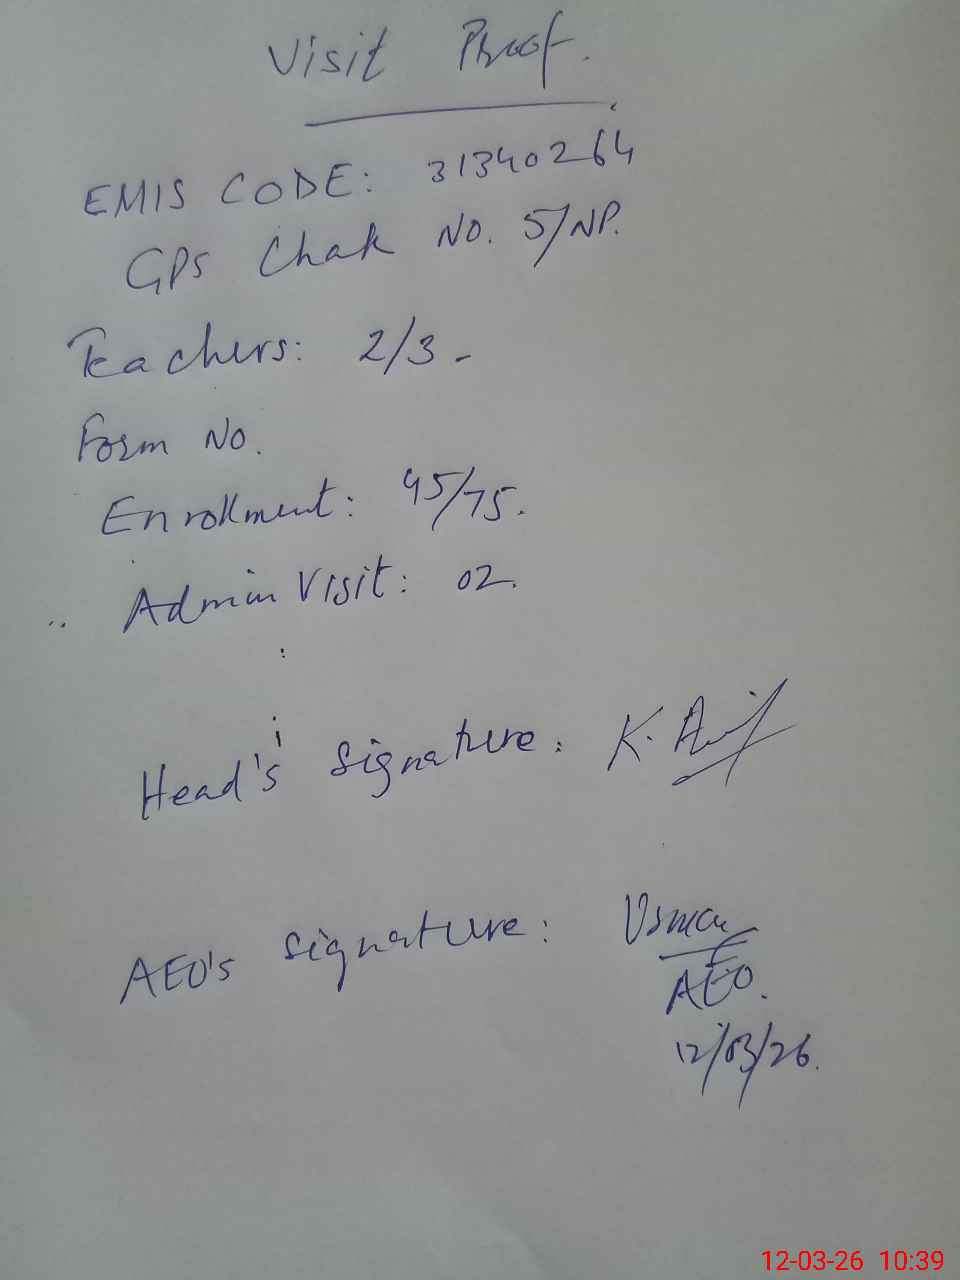 Visit Proof.
EMIS CODE: 31340264
GPS Chak No. 5/NP.
Teachers: 2/3 -
Form No.
Enrollment: 45/75.
Admin Visit: 02.
Head's Signature: K.
AEO's Signature: Usman
AEO.
12/03/26.
12-03-26 10:39